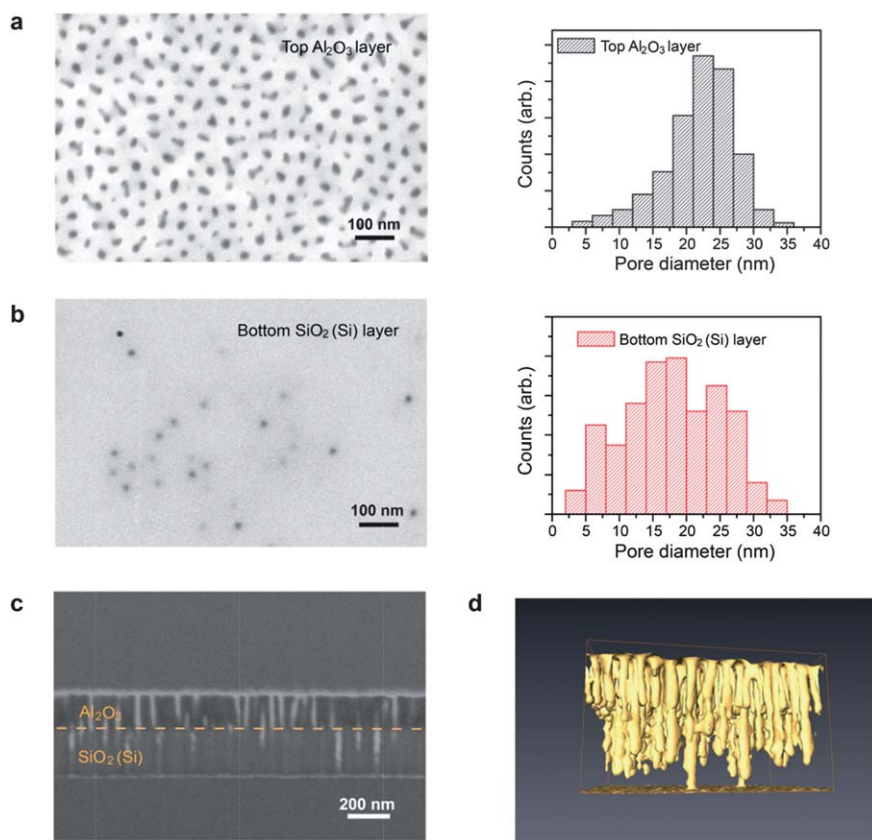 a
Top Al₂O₃ layer
100 nm
Top Al₂O₃ layer
Counts (arb.)
0 5 10 15 20 25 30 35 40
Pore diameter (nm)
b
Bottom SiO₂ (Si) layer
100 nm
Bottom SiO₂ (Si) layer
Counts (arb.)
0 5 10 15 20 25 30 35 40
Pore diameter (nm)
c
Al₂O₃
SiO₂ (Si)
200 nm
d